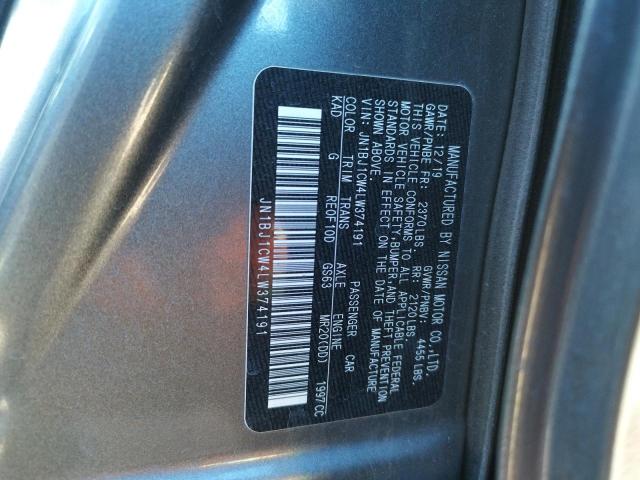 MANUFACTURED BY NISSAN MOTOR CO.,LTD.
DATE: 12/19 GVWR/PNBV: 4455LBS.
GAWR/PNBE FR: 2370LBS. RR: 2120LBS.
THIS VEHICLE CONFORMS TO ALL APPLICABLE FEDERAL
MOTOR VEHICLE SAFETY,BUMPER,AND THEFT PREVENTION
STANDARDS IN EFFECT ON THE DATE OF MANUFACTURE
SHOWN ABOVE.
VIN: JN1BJ1CW4LW374191 PASSENGER CAR
COLOR TRIM TRANS AXLE ENGINE
KAD G RE0F10D GS63 MR20(DD) 1997CC
JN1BJ1CW4LW374191